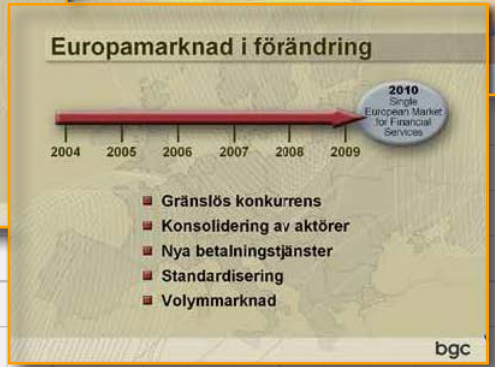 Europamarknad i förändring
2010
Single
European Market
for Financial
Services
2004 2005 2006 2007 2008 2009
Gränslös konkurrens
Konsolidering av aktörer
Nya betalningstjänster
Standardisering
Volymmarknad
bgc